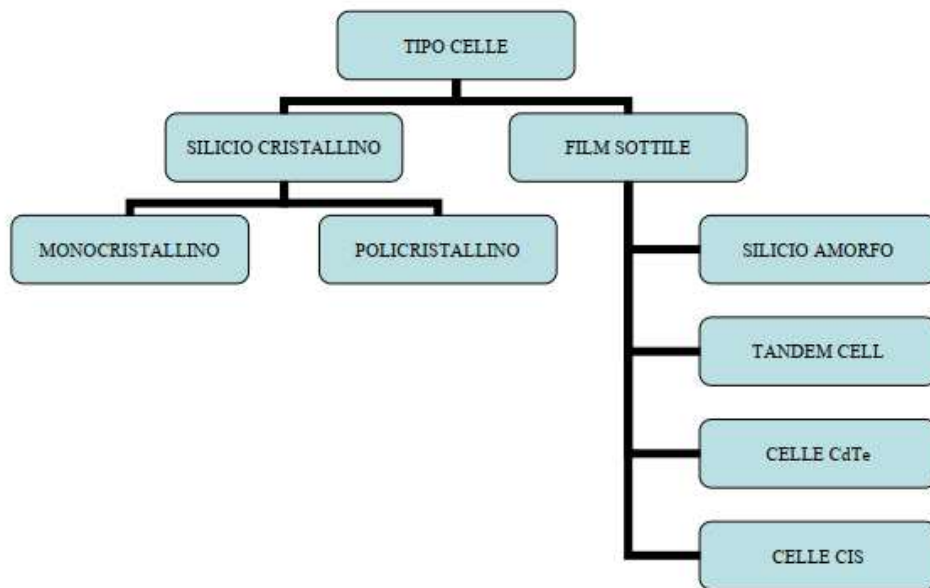 TIPO CELLE
SILICIO CRISTALLINO
FILM SOTTILE
MONOCRISTALLINO
POLICRISTALLINO
SILICIO AMORFO
TANDEM CELL
CELLE CdTe
CELLE CIS